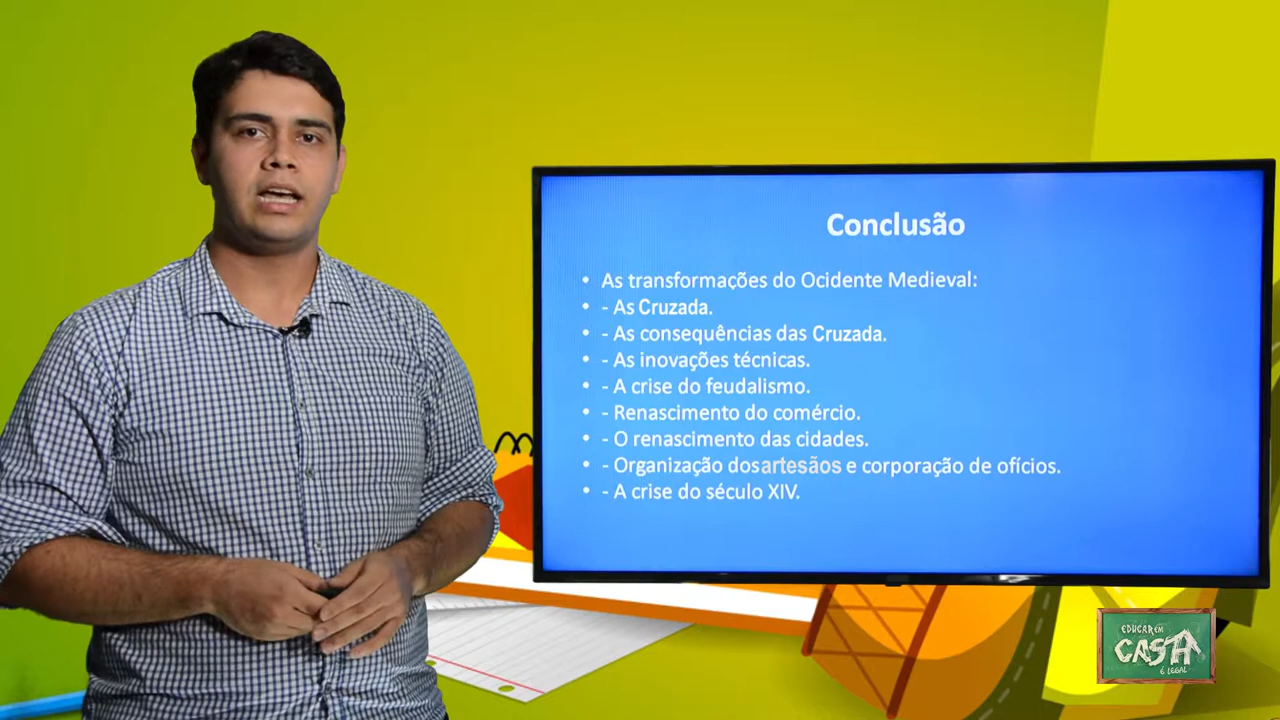 Conclusão
• As transformações do Ocidente Medieval:
• - As Cruzada.
• - As consequências das Cruzada.
• - As inovações técnicas.
• - A crise do feudalismo.
• - Renascimento do comércio.
• - O renascimento das cidades.
• - Organização dosartesãos e corporação de ofícios.
• - A crise do século XIV.
EDUCAR EM
CASA
É LEGAL